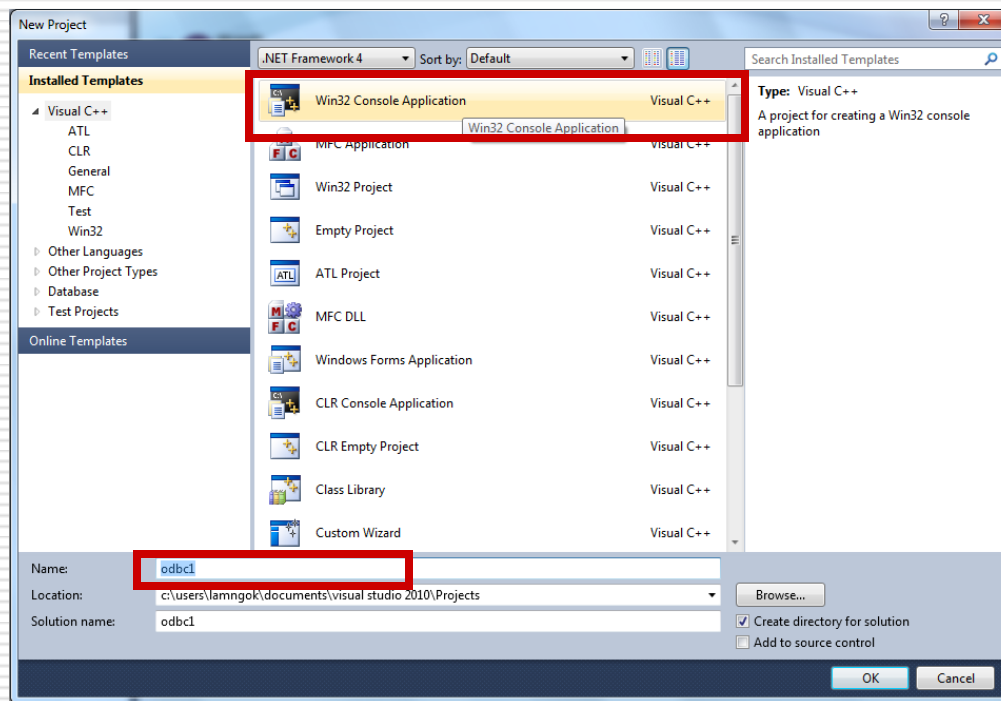 New Project
Recent Templates
.NET Framework 4 Sort by: Default
Search Installed Templates
Installed Templates
Visual C++
ATL
CLR
General
MFC
Test
Win32
Other Languages
Other Project Types
Database
Test Projects
Online Templates
Win32 Console Application Visual C++
Win32 Console Application
MFC Application Visual C++
Win32 Project Visual C++
Empty Project Visual C++
ATL Project Visual C++
MFC DLL Visual C++
Windows Forms Application Visual C++
CLR Console Application Visual C++
CLR Empty Project Visual C++
Class Library Visual C++
Custom Wizard Visual C++
Type: Visual C++
A project for creating a Win32 console
application
Name: odbc1
Location: c:\users\lamngok\documents\visual studio 2010\Projects
Browse...
Solution name: odbc1
Create directory for solution
Add to source control
OK Cancel